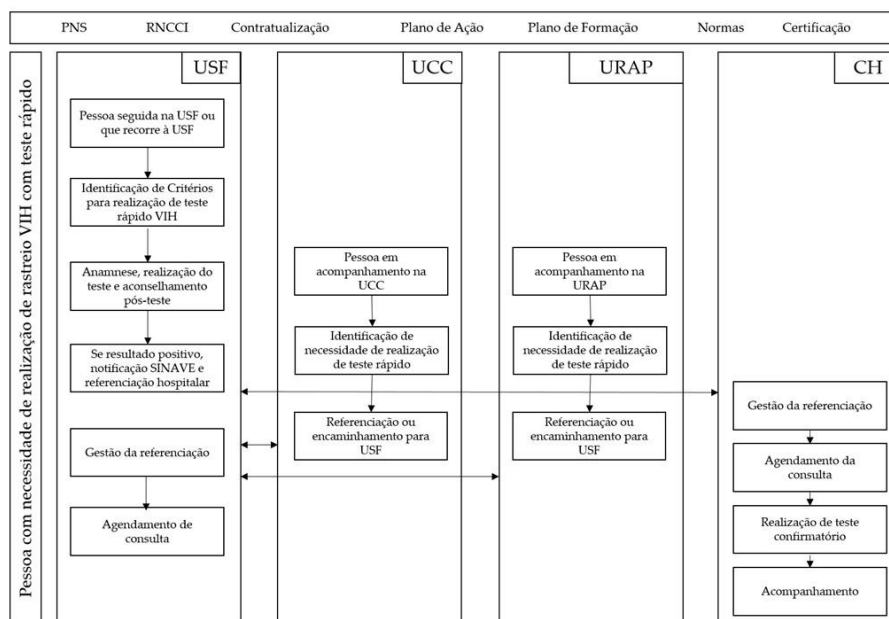 PNS RNCCI Contratualização Plano de Ação Plano de Formação Normas Certificação
Pessoa com necessidade de realização de rastreio VIH com teste rápido
USF
Pessoa seguida na USF ou
que recorre à USF
Identificação de Critérios
para realização de teste
rápido VIH
Anamnese, realização do
teste e aconselhamento
pós-teste
Se resultado positivo,
notificação SINAVE e
referenciação hospitalar
Gestão da referenciação
Agendamento de
consulta
UCC
Pessoa em
acompanhamento na
UCC
Identificação de
necessidade de realização
de teste rápido
Referenciação ou
encaminhamento para
USF
URAP
Pessoa em
acompanhamento na
URAP
Identificação de
necessidade de realização
de teste rápido
Referenciação ou
encaminhamento para
USF
CH
Gestão da referenciação
Agendamento da
consulta
Realização de teste
confirmatório
Acompanhamento